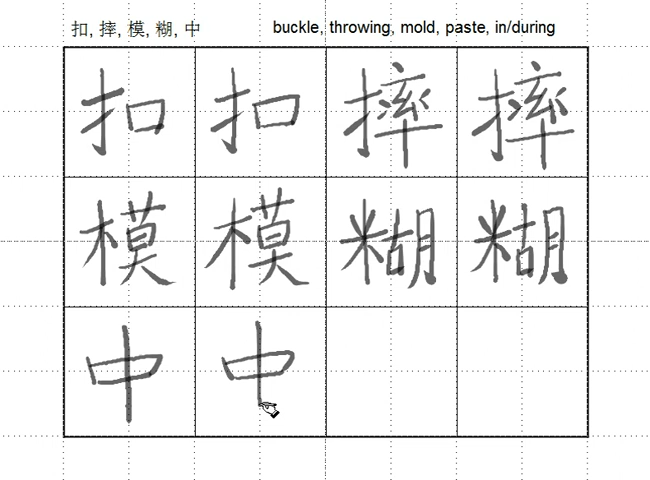 扣, 摔, 模, 糊, 中 buckle, throwing, mold, paste, in/during
扣 扣 摔 摔
模 模 糊 糊
中 中